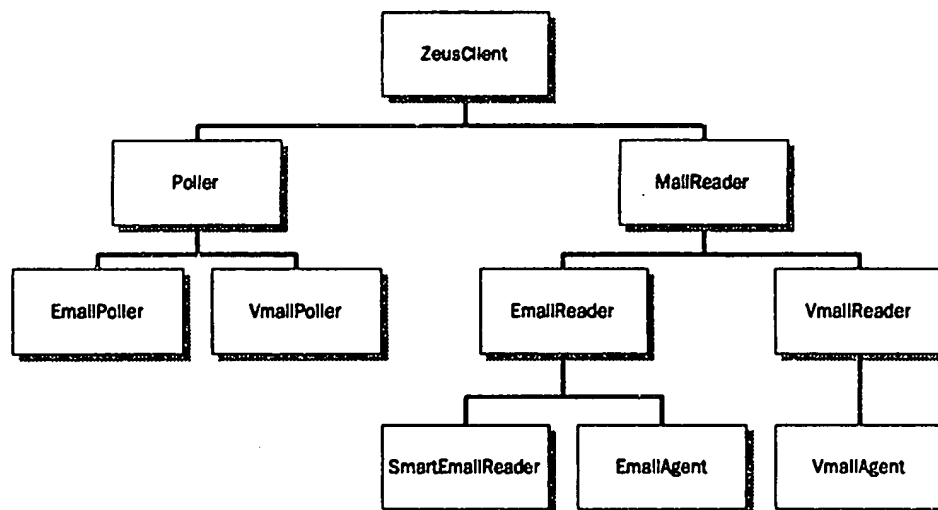 ZeusClient
Poller
MailReader
EmailPoller
VmailPoller
EmailReader
VmailReader
SmartEmailReader
EmailAgent
VmailAgent